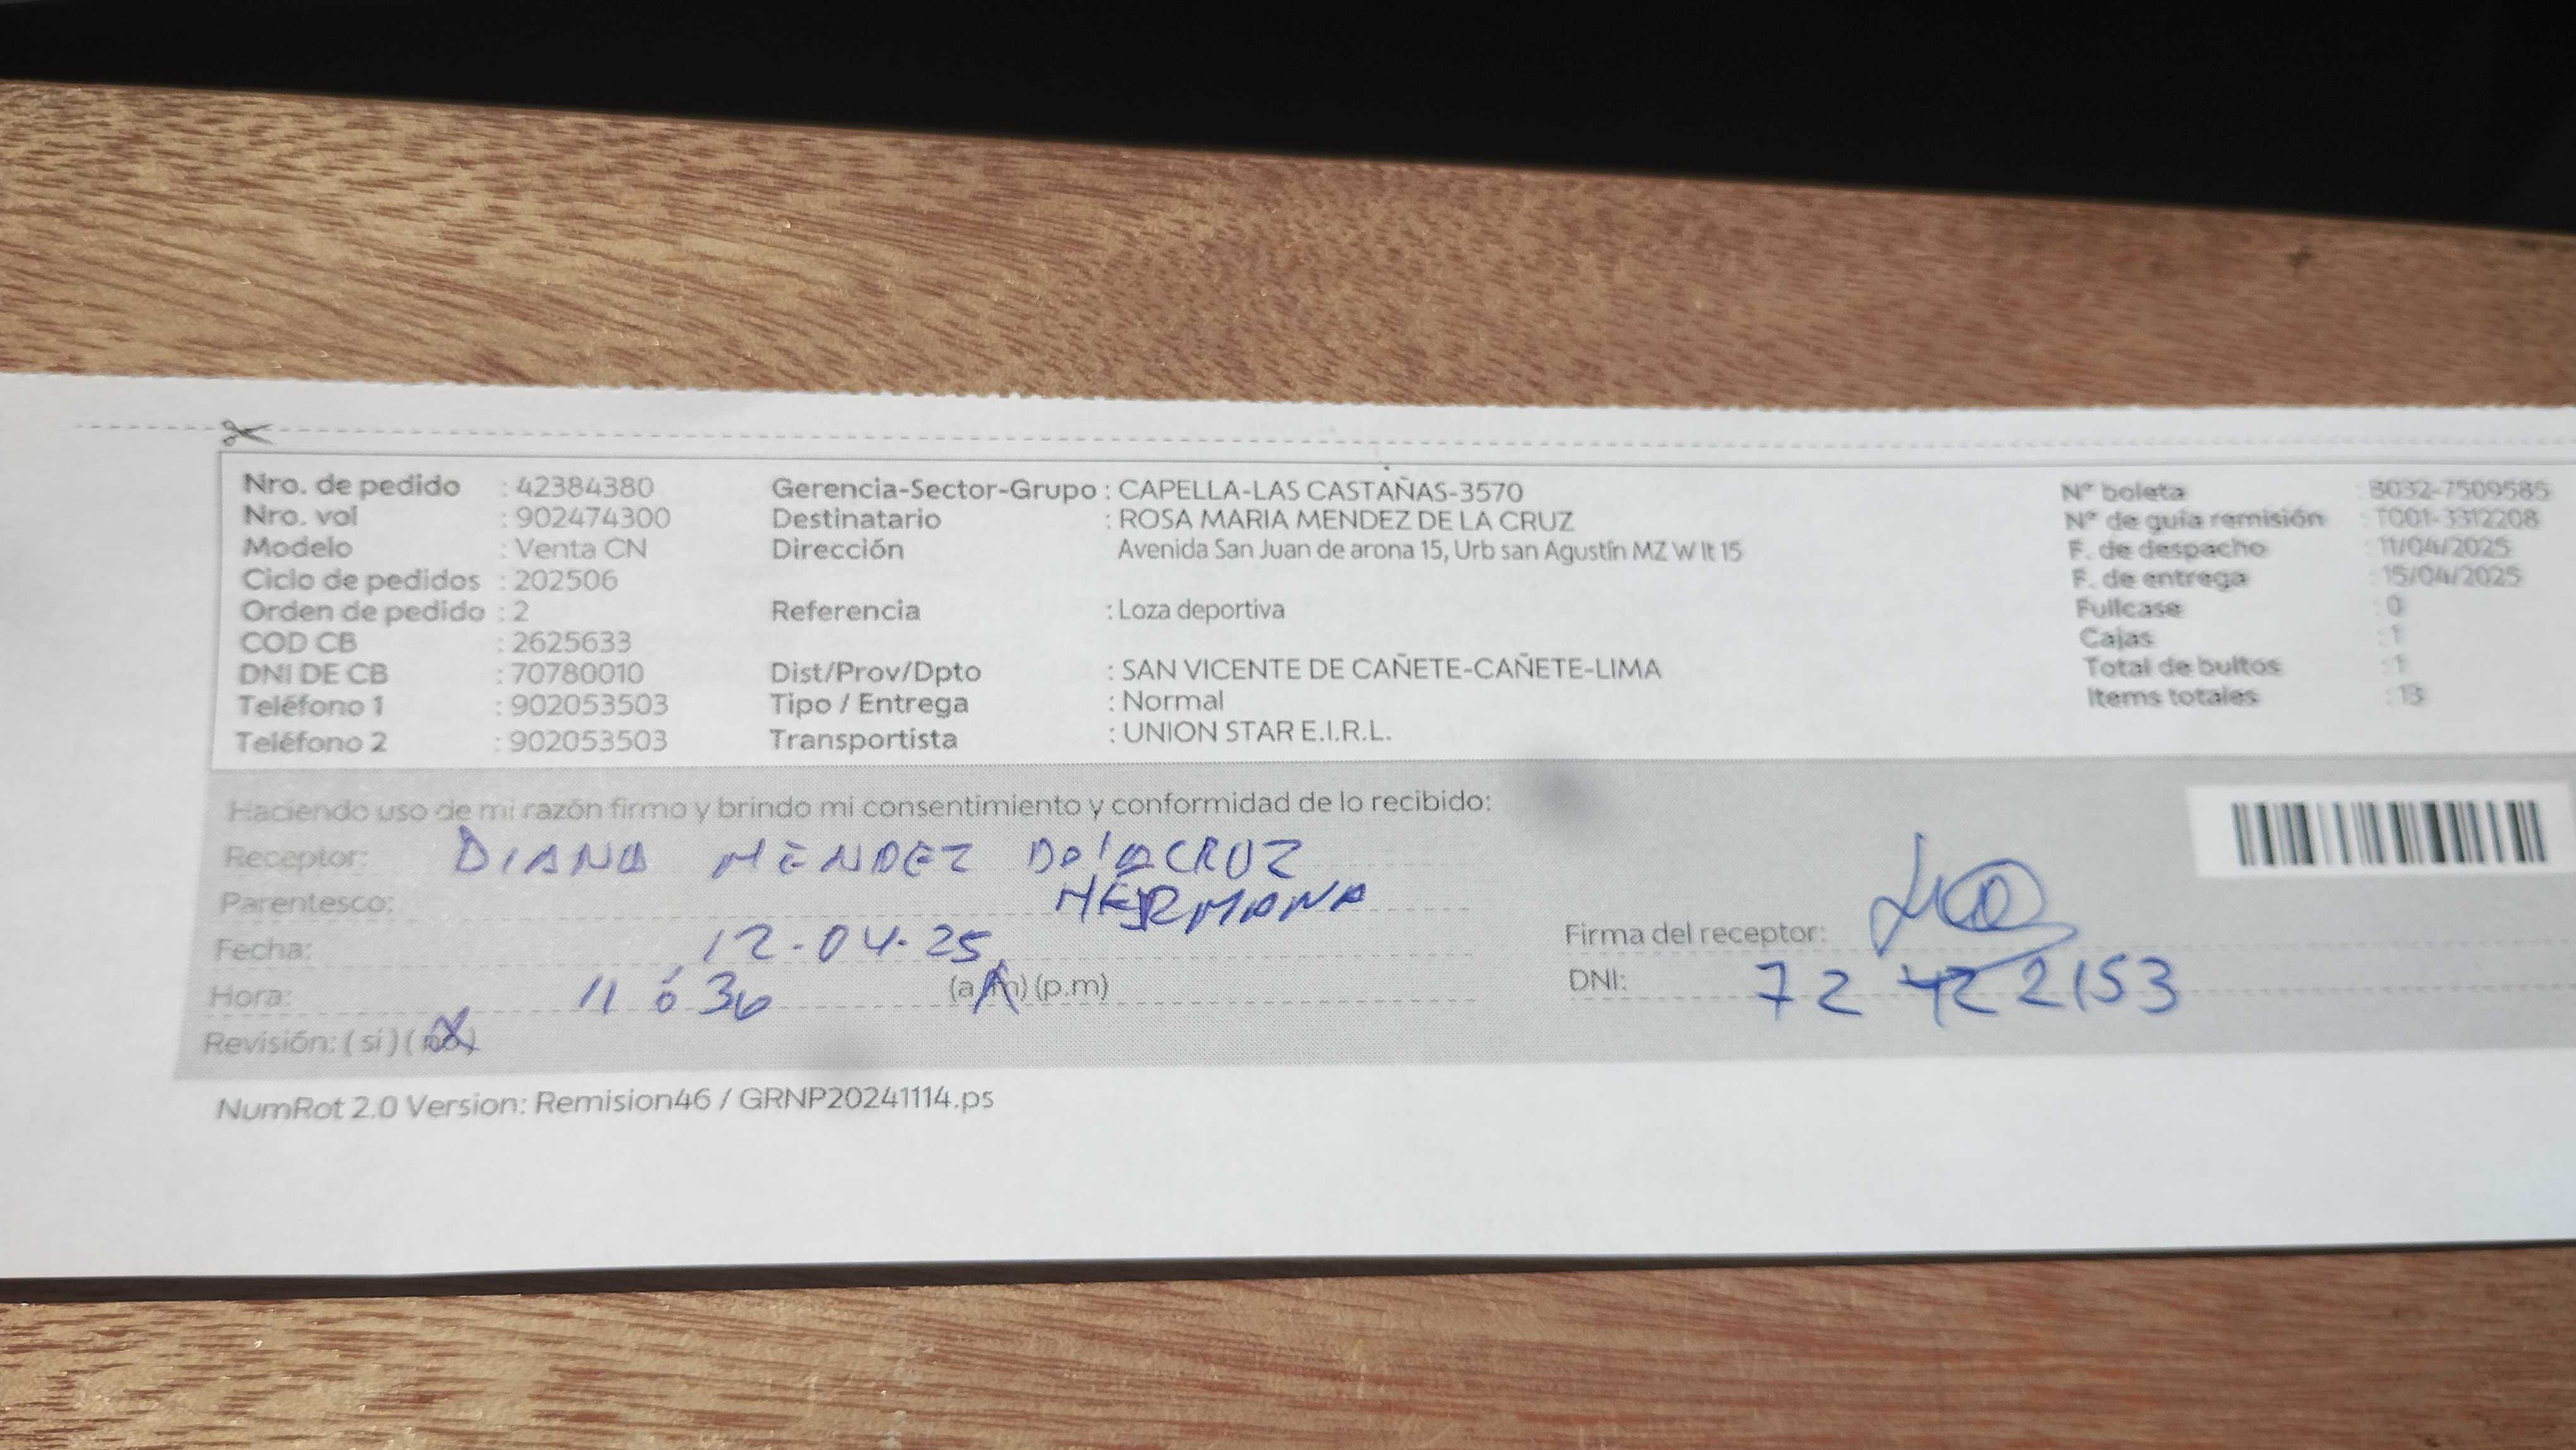 Nro. de pedido : 42384380 Gerencia-Sector-Grupo : CAPELLA-LAS CASTAÑAS-3570 N° boleta : B032-7509585
Nro. vol : 902474300 Destinatario : ROSA MARIA MENDEZ DE LA CRUZ N° de guía remisión : T001-3312208
Modelo : Venta CN Dirección Avenida San Juan de arona 15, Urb san Agustín MZ W lt 15 F. de despacho : 11/04/2025
Ciclo de pedidos : 202506 F. de entrega : 15/04/2025
Orden de pedido : 2 Referencia : Loza deportiva Fullcase : 0
COD CB : 2625633 Cajas : 1
DNI DE CB : 70780010 Dist/Prov/Dpto : SAN VICENTE DE CAÑETE-CAÑETE-LIMA Total de bultos : 1
Teléfono 1 : 902053503 Tipo / Entrega : Normal Items totales : 13
Teléfono 2 : 902053503 Transportista : UNION STAR E.I.R.L.
Haciendo uso de mi razón firmo y brindo mi consentimiento y conformidad de lo recibido:
Receptor: DIANA MENDEZ De la CRUZ
Parentesco: HERMANA
Fecha: 12-04-25 Firma del receptor:
Hora: 11 ó 36 (a.m) (p.m) DNI: 72422153
Revisión: ( si ) ( no )
NumRot 2.0 Version: Remision46 / GRNP20241114.ps